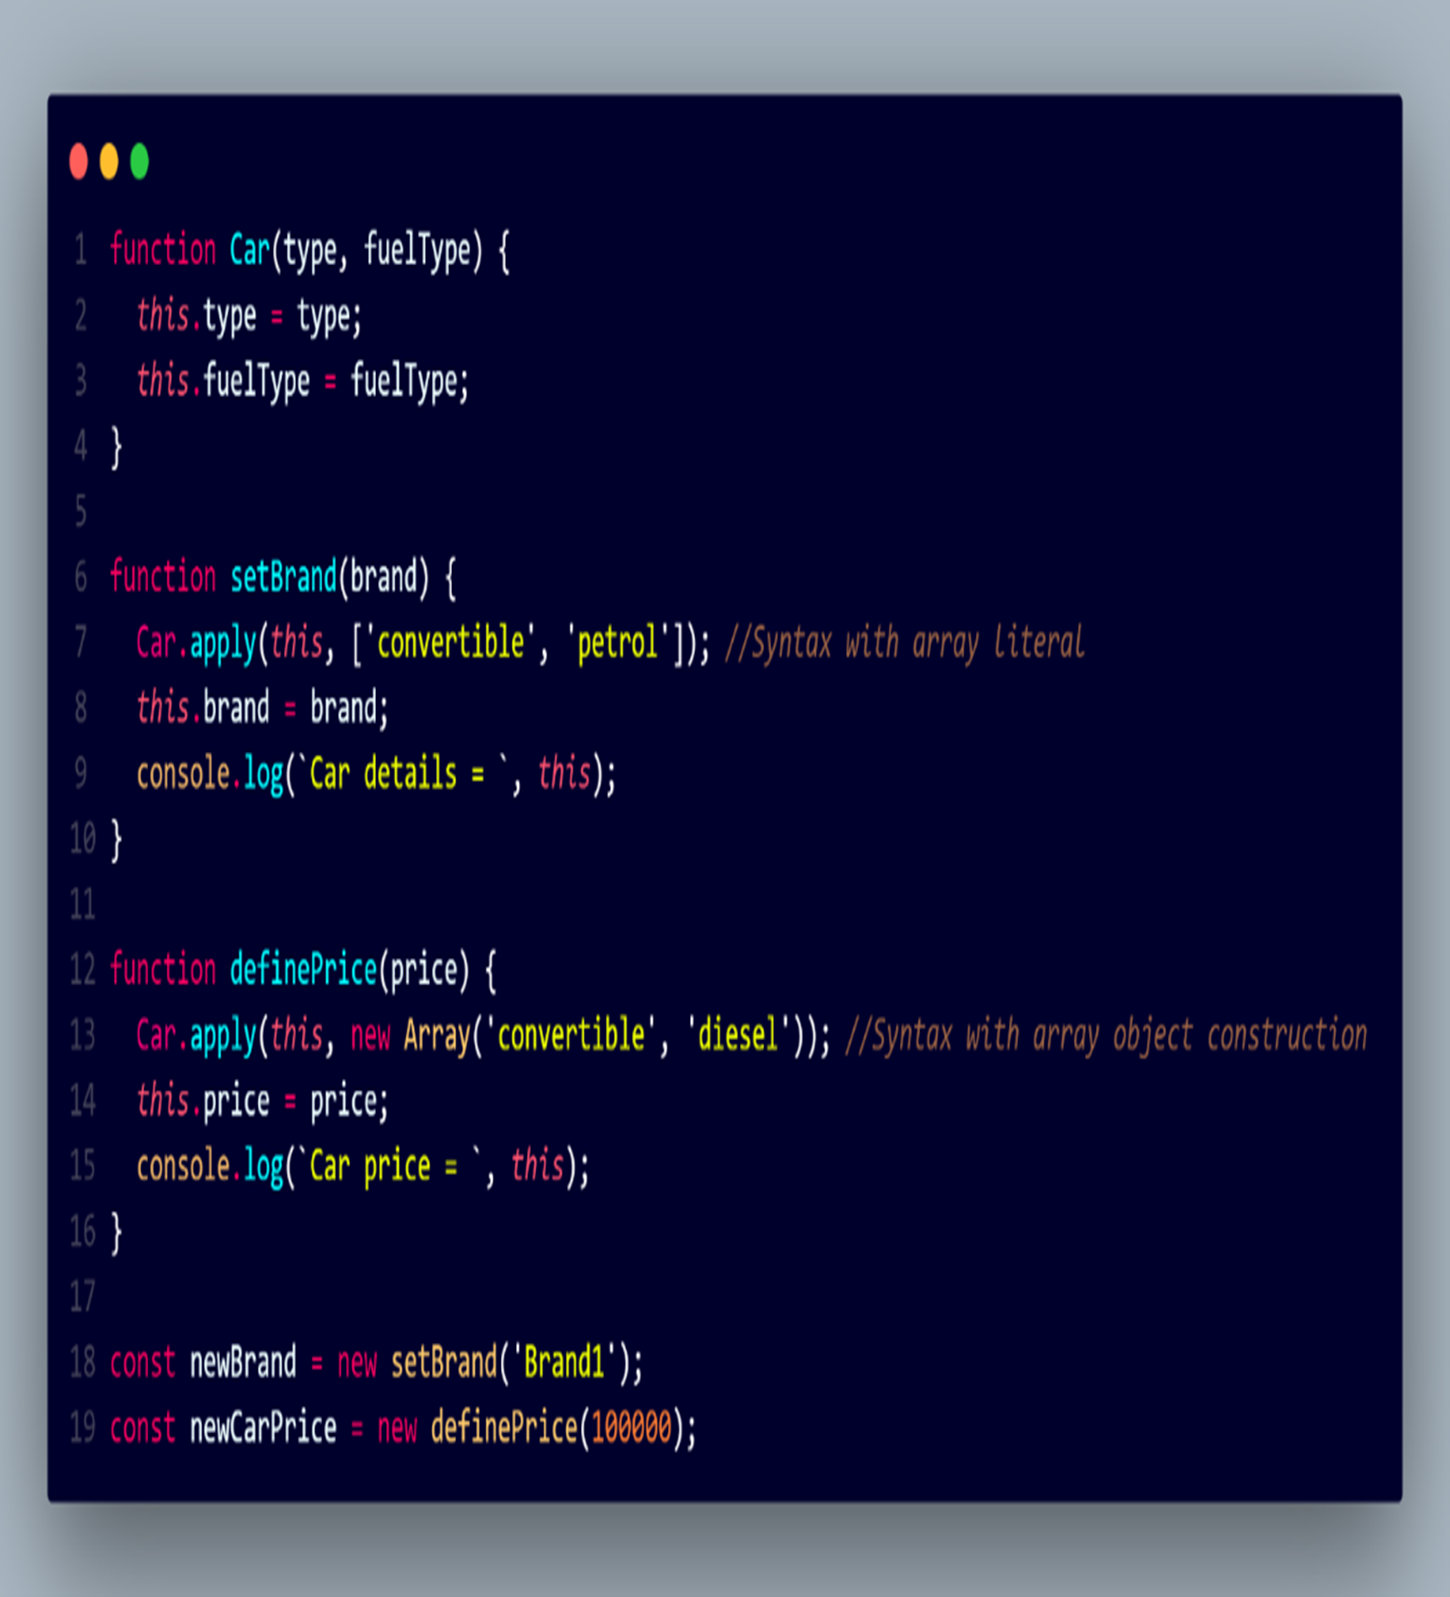 1 function Car(type, fuelType) {
2   this.type = type;
3   this.fuelType = fuelType;
4 }
5
6 function setBrand(brand) {
7   Car.apply(this, ['convertible', 'petrol']); //Syntax with array literal
8   this.brand = brand;
9   console.log(`Car details = `, this);
10 }
11
12 function definePrice(price) {
13   Car.apply(this, new Array('convertible', 'diesel')); //Syntax with array object construction
14   this.price = price;
15   console.log(`Car price = `, this);
16 }
17
18 const newBrand = new setBrand('Brand1');
19 const newCarPrice = new definePrice(100000);